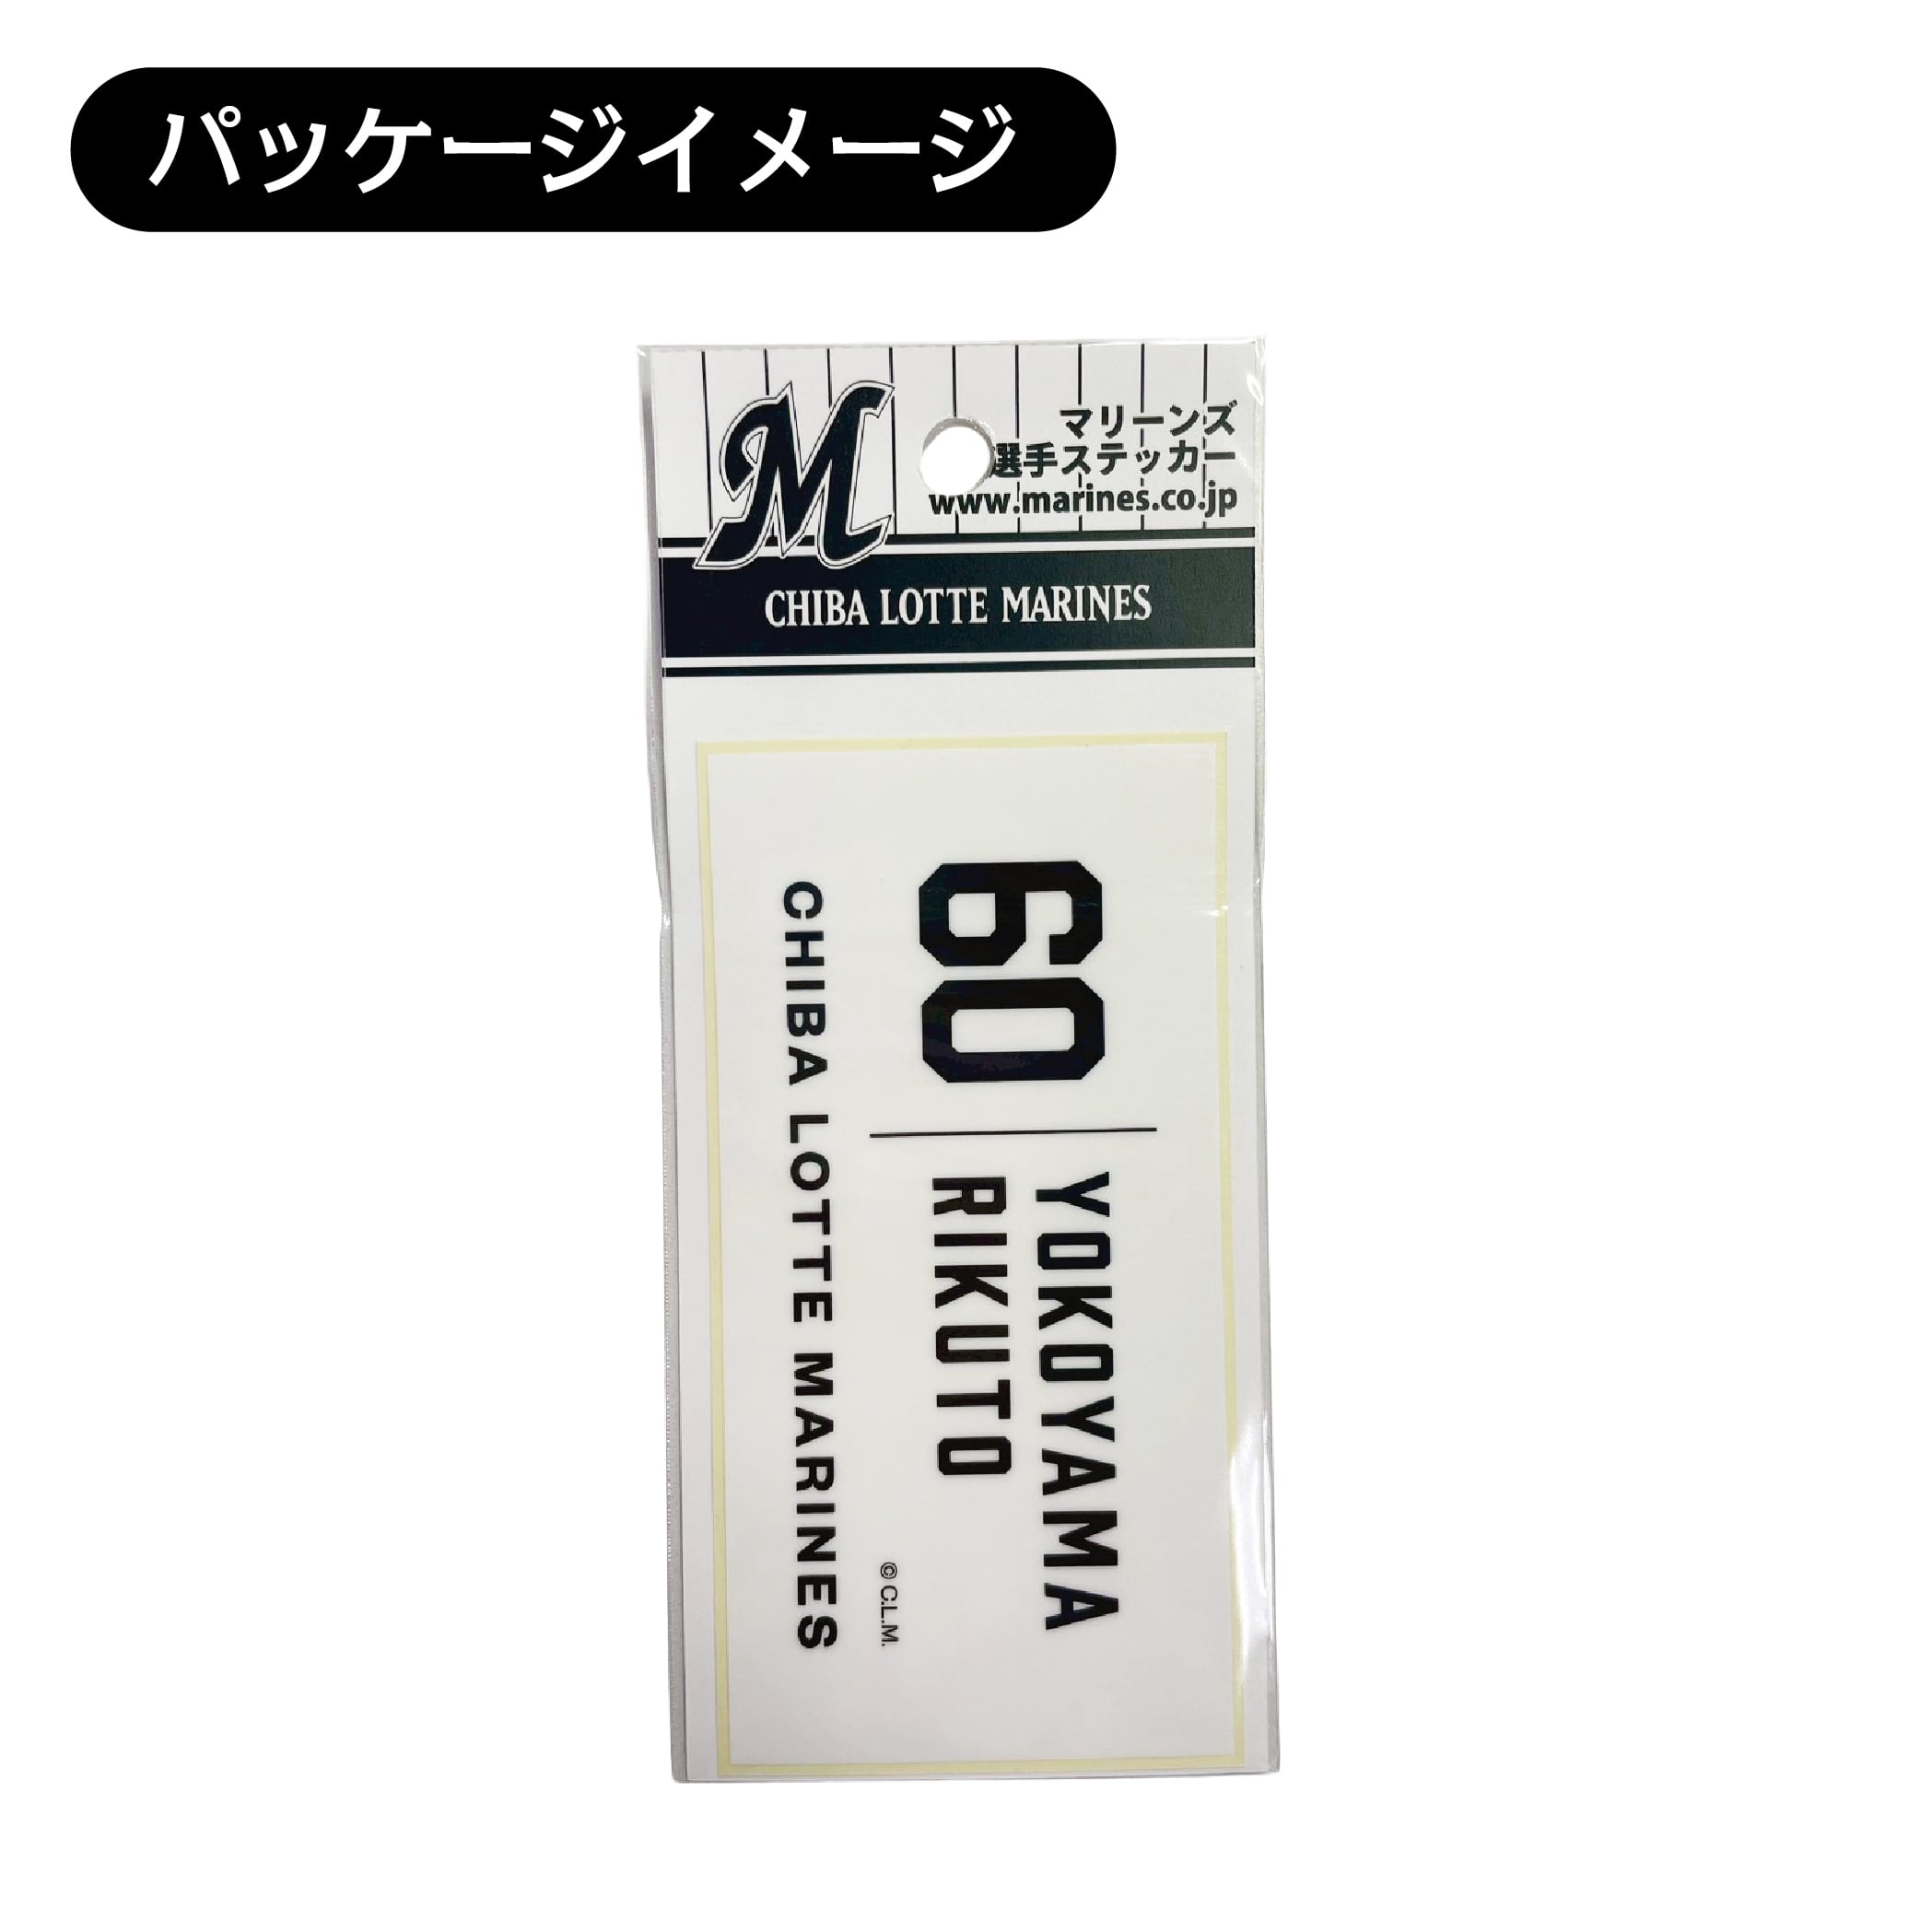 パッケージイメージ
M
マリーンズ
選手ステッカー
www.marines.co.jp
CHIBA LOTTE MARINES
60
YOKOYAMA
RIKUTO
© C.L.M.
CHIBA LOTTE MARINES